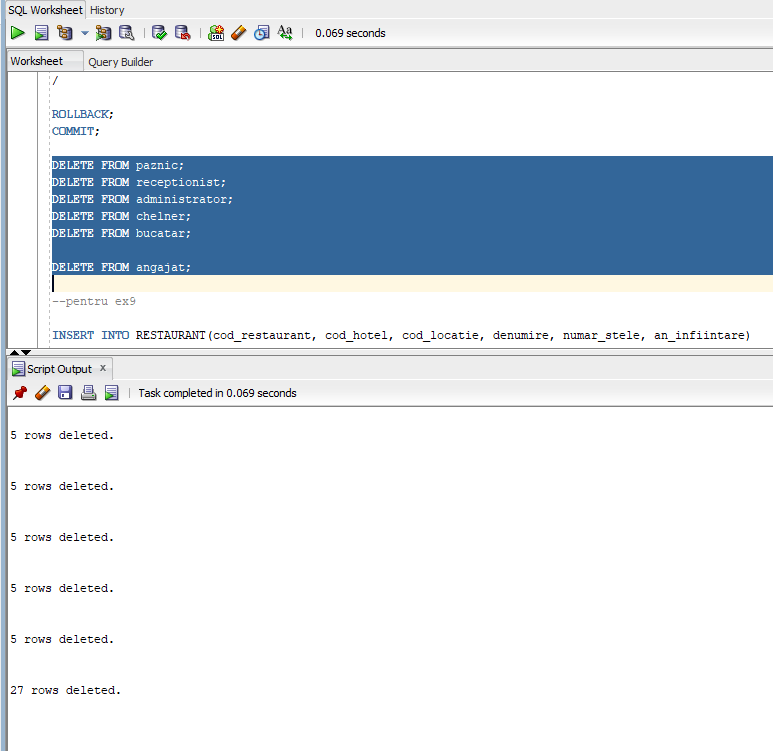 SQL Worksheet History
0.069 seconds
Worksheet Query Builder
/
ROLLBACK;
COMMIT;
DELETE FROM paznic;
DELETE FROM receptionist;
DELETE FROM administrator;
DELETE FROM chelner;
DELETE FROM bucatar;
DELETE FROM angajat;
--pentru ex9
INSERT INTO RESTAURANT(cod_restaurant, cod_hotel, cod_locatie, denumire, numar_stele, an_infiintare)
Script Output x
Task completed in 0.069 seconds
5 rows deleted.
5 rows deleted.
5 rows deleted.
5 rows deleted.
5 rows deleted.
27 rows deleted.